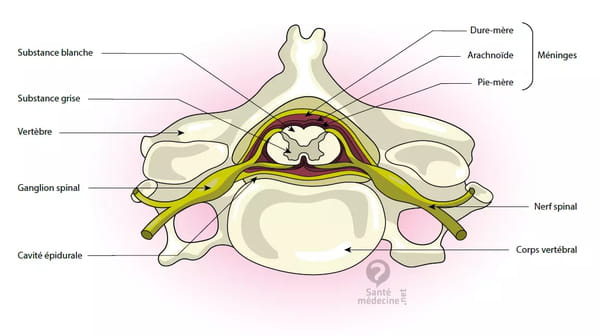 Substance blanche
Substance grise
Vertèbre
Ganglion spinal
Cavité épidurale
Dure-mère
Arachnoïde
Pie-mère
Méninges
Nerf spinal
Corps vertébral
Santé
médecine.net